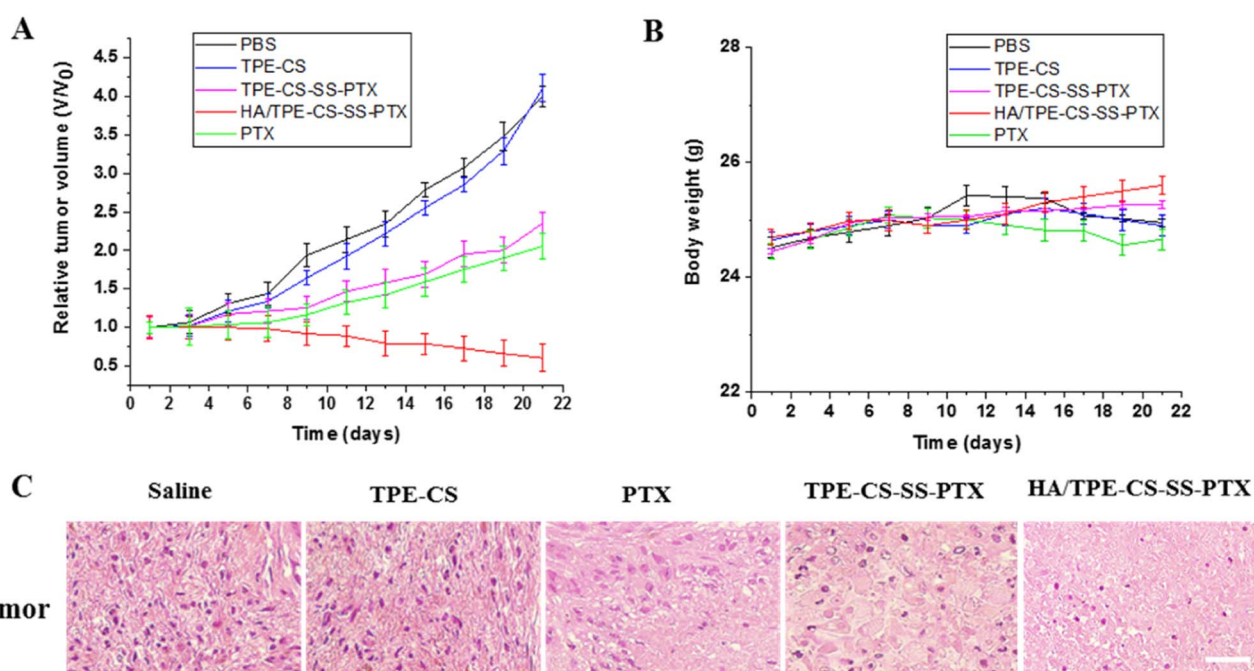 A
PBS
TPE-CS
TPE-CS-SS-PTX
HA/TPE-CS-SS-PTX
PTX
Relative tumor volume (V/V0)
4.5
4.0
3.5
3.0
2.5
2.0
1.5
1.0
0.5
0 2 4 6 8 10 12 14 16 18 20 22
Time (days)
B
PBS
TPE-CS
TPE-CS-SS-PTX
HA/TPE-CS-SS-PTX
PTX
Body weight (g)
28
26
24
22
0 2 4 6 8 10 12 14 16 18 20 22
Time (days)
C
Saline TPE-CS PTX TPE-CS-SS-PTX HA/TPE-CS-SS-PTX
mor